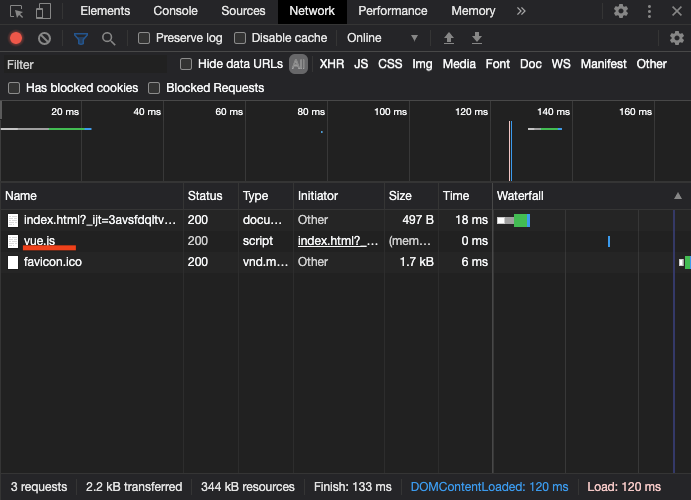 Elements Console Sources Network Performance Memory »
Preserve log Disable cache Online
Filter Hide data URLs All XHR JS CSS Img Media Font Doc WS Manifest Other
Has blocked cookies Blocked Requests
20 ms 40 ms 60 ms 80 ms 100 ms 120 ms 140 ms 160 ms
Name Status Type Initiator Size Time Waterfall
index.html?_ijt=3avsfdqltv... 200 docu... Other 497 B 18 ms
vue.js 200 script index.html?_... (mem... 0 ms
favicon.ico 200 vnd.m... Other 1.7 kB 6 ms
3 requests 2.2 kB transferred 344 kB resources Finish: 133 ms DOMContentLoaded: 120 ms Load: 120 ms